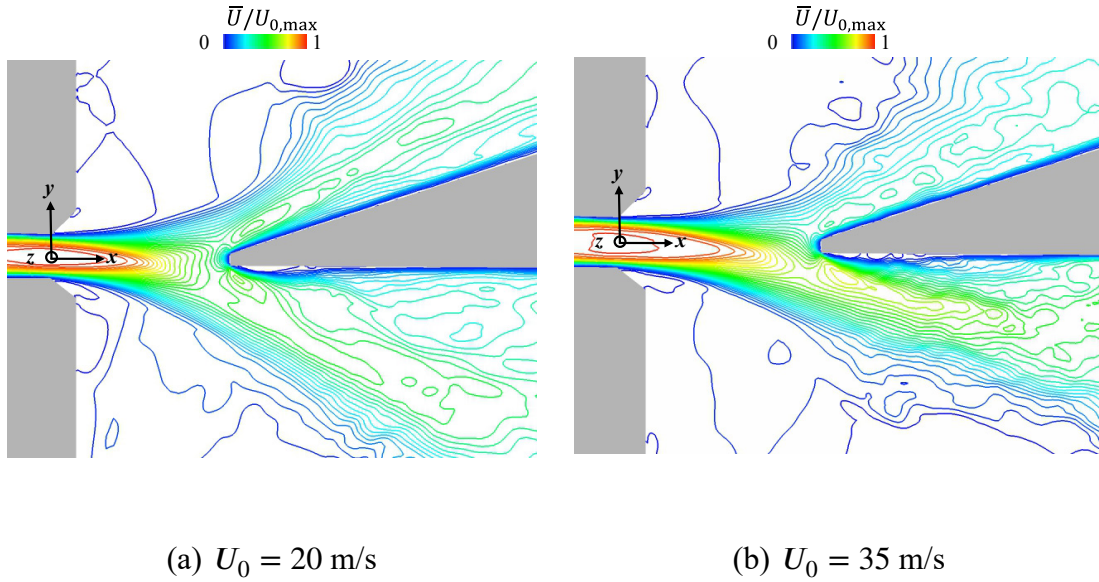 U̅/U₀,max U̅/U₀,max
0 1 0 1
y y
z x z x
(a) U₀ = 20 m/s (b) U₀ = 35 m/s